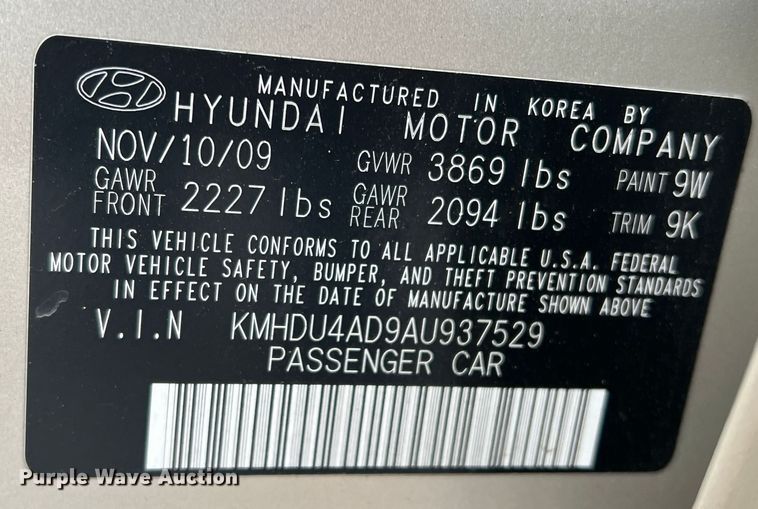 MANUFACTURED IN KOREA BY
HYUNDAI MOTOR COMPANY
NOV/10/09 GVWR 3869 lbs PAINT 9W
GAWR FRONT 2227 lbs GAWR REAR 2094 lbs TRIM 9K
THIS VEHICLE CONFORMS TO ALL APPLICABLE U.S.A. FEDERAL
MOTOR VEHICLE SAFETY, BUMPER, AND THEFT PREVENTION STANDARDS
IN EFFECT ON THE DATE OF MANUFACTURE SHOWN ABOVE
V.I.N KMHDU4AD9AU937529
PASSENGER CAR
Purple Wave Auction